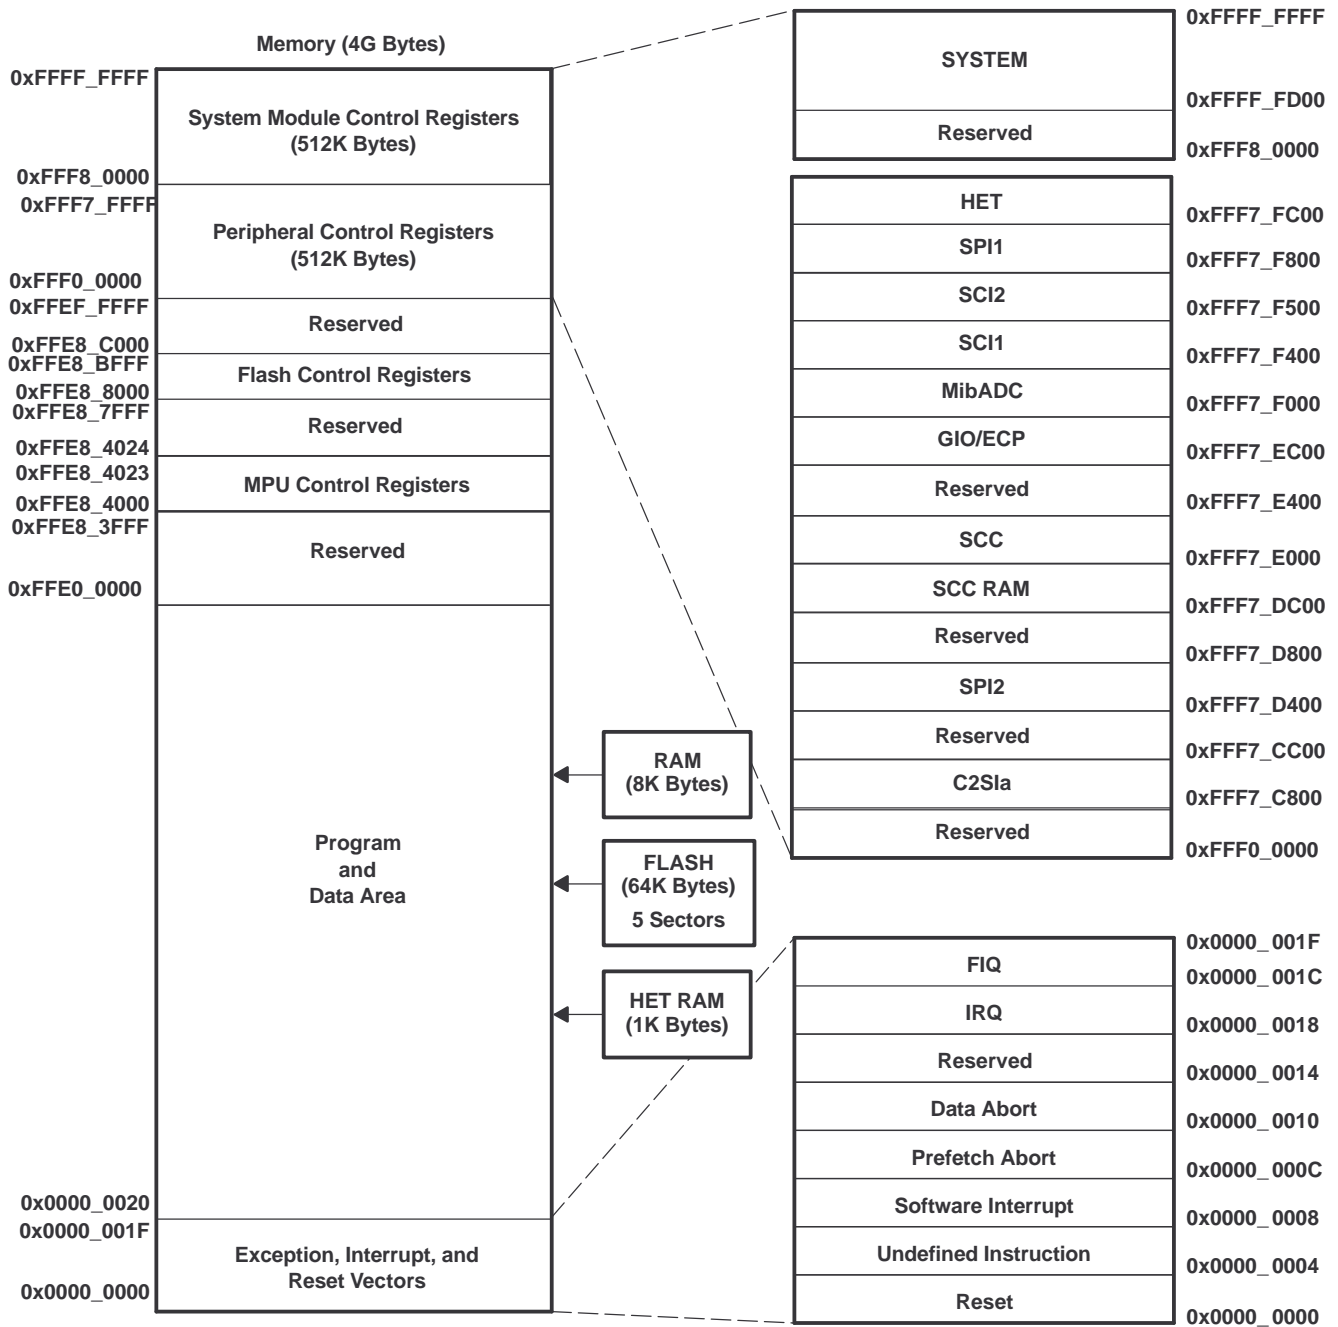 Memory (4G Bytes)
0xFFFF_FFFF
System Module Control Registers
(512K Bytes)
0xFFF8_0000
0xFFF7_FFFF
Peripheral Control Registers
(512K Bytes)
0xFFF0_0000
0xFFEF_FFFF
Reserved
0xFFE8_C000
0xFFE8_BFFF
Flash Control Registers
0xFFE8_8000
0xFFE8_7FFF
Reserved
0xFFE8_4024
0xFFE8_4023
MPU Control Registers
0xFFE8_4000
0xFFE8_3FFF
Reserved
0xFFE0_0000
Program
and
Data Area
0x0000_0020
0x0000_001F
Exception, Interrupt, and
Reset Vectors
0x0000_0000
RAM
(8K Bytes)
FLASH
(64K Bytes)
5 Sectors
HET RAM
(1K Bytes)
0xFFFF_FFFF
SYSTEM
0xFFFF_FD00
Reserved
0xFFF8_0000
HET
0xFFF7_FC00
SPI1
0xFFF7_F800
SCI2
0xFFF7_F500
SCI1
0xFFF7_F400
MibADC
0xFFF7_F000
GIO/ECP
0xFFF7_EC00
Reserved
0xFFF7_E400
SCC
0xFFF7_E000
SCC RAM
0xFFF7_DC00
Reserved
0xFFF7_D800
SPI2
0xFFF7_D400
Reserved
0xFFF7_CC00
C2SIa
0xFFF7_C800
Reserved
0xFFF0_0000
0x0000_001F
FIQ
0x0000_001C
IRQ
0x0000_0018
Reserved
0x0000_0014
Data Abort
0x0000_0010
Prefetch Abort
0x0000_000C
Software Interrupt
0x0000_0008
Undefined Instruction
0x0000_0004
Reset
0x0000_0000